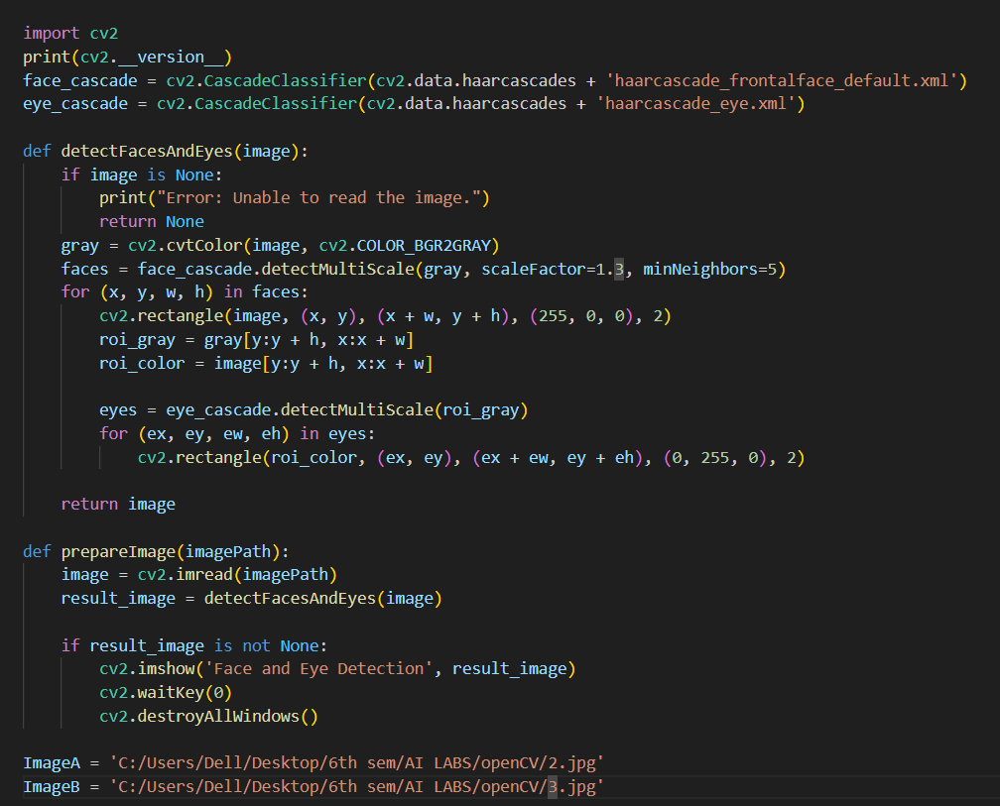 import cv2
print(cv2.__version__)
face_cascade = cv2.CascadeClassifier(cv2.data.haarcascades + 'haarcascade_frontalface_default.xml')
eye_cascade = cv2.CascadeClassifier(cv2.data.haarcascades + 'haarcascade_eye.xml')

def detectFacesAndEyes(image):
    if image is None:
        print("Error: Unable to read the image.")
        return None
    gray = cv2.cvtColor(image, cv2.COLOR_BGR2GRAY)
    faces = face_cascade.detectMultiScale(gray, scaleFactor=1.3, minNeighbors=5)
    for (x, y, w, h) in faces:
        cv2.rectangle(image, (x, y), (x + w, y + h), (255, 0, 0), 2)
        roi_gray = gray[y:y + h, x:x + w]
        roi_color = image[y:y + h, x:x + w]

        eyes = eye_cascade.detectMultiScale(roi_gray)
        for (ex, ey, ew, eh) in eyes:
            cv2.rectangle(roi_color, (ex, ey), (ex + ew, ey + eh), (0, 255, 0), 2)

    return image

def prepareImage(imagePath):
    image = cv2.imread(imagePath)
    result_image = detectFacesAndEyes(image)

    if result_image is not None:
        cv2.imshow('Face and Eye Detection', result_image)
        cv2.waitKey(0)
        cv2.destroyAllWindows()

ImageA = 'C:/Users/Dell/Desktop/6th sem/AI LABS/openCV/2.jpg'
ImageB = 'C:/Users/Dell/Desktop/6th sem/AI LABS/openCV/3.jpg'